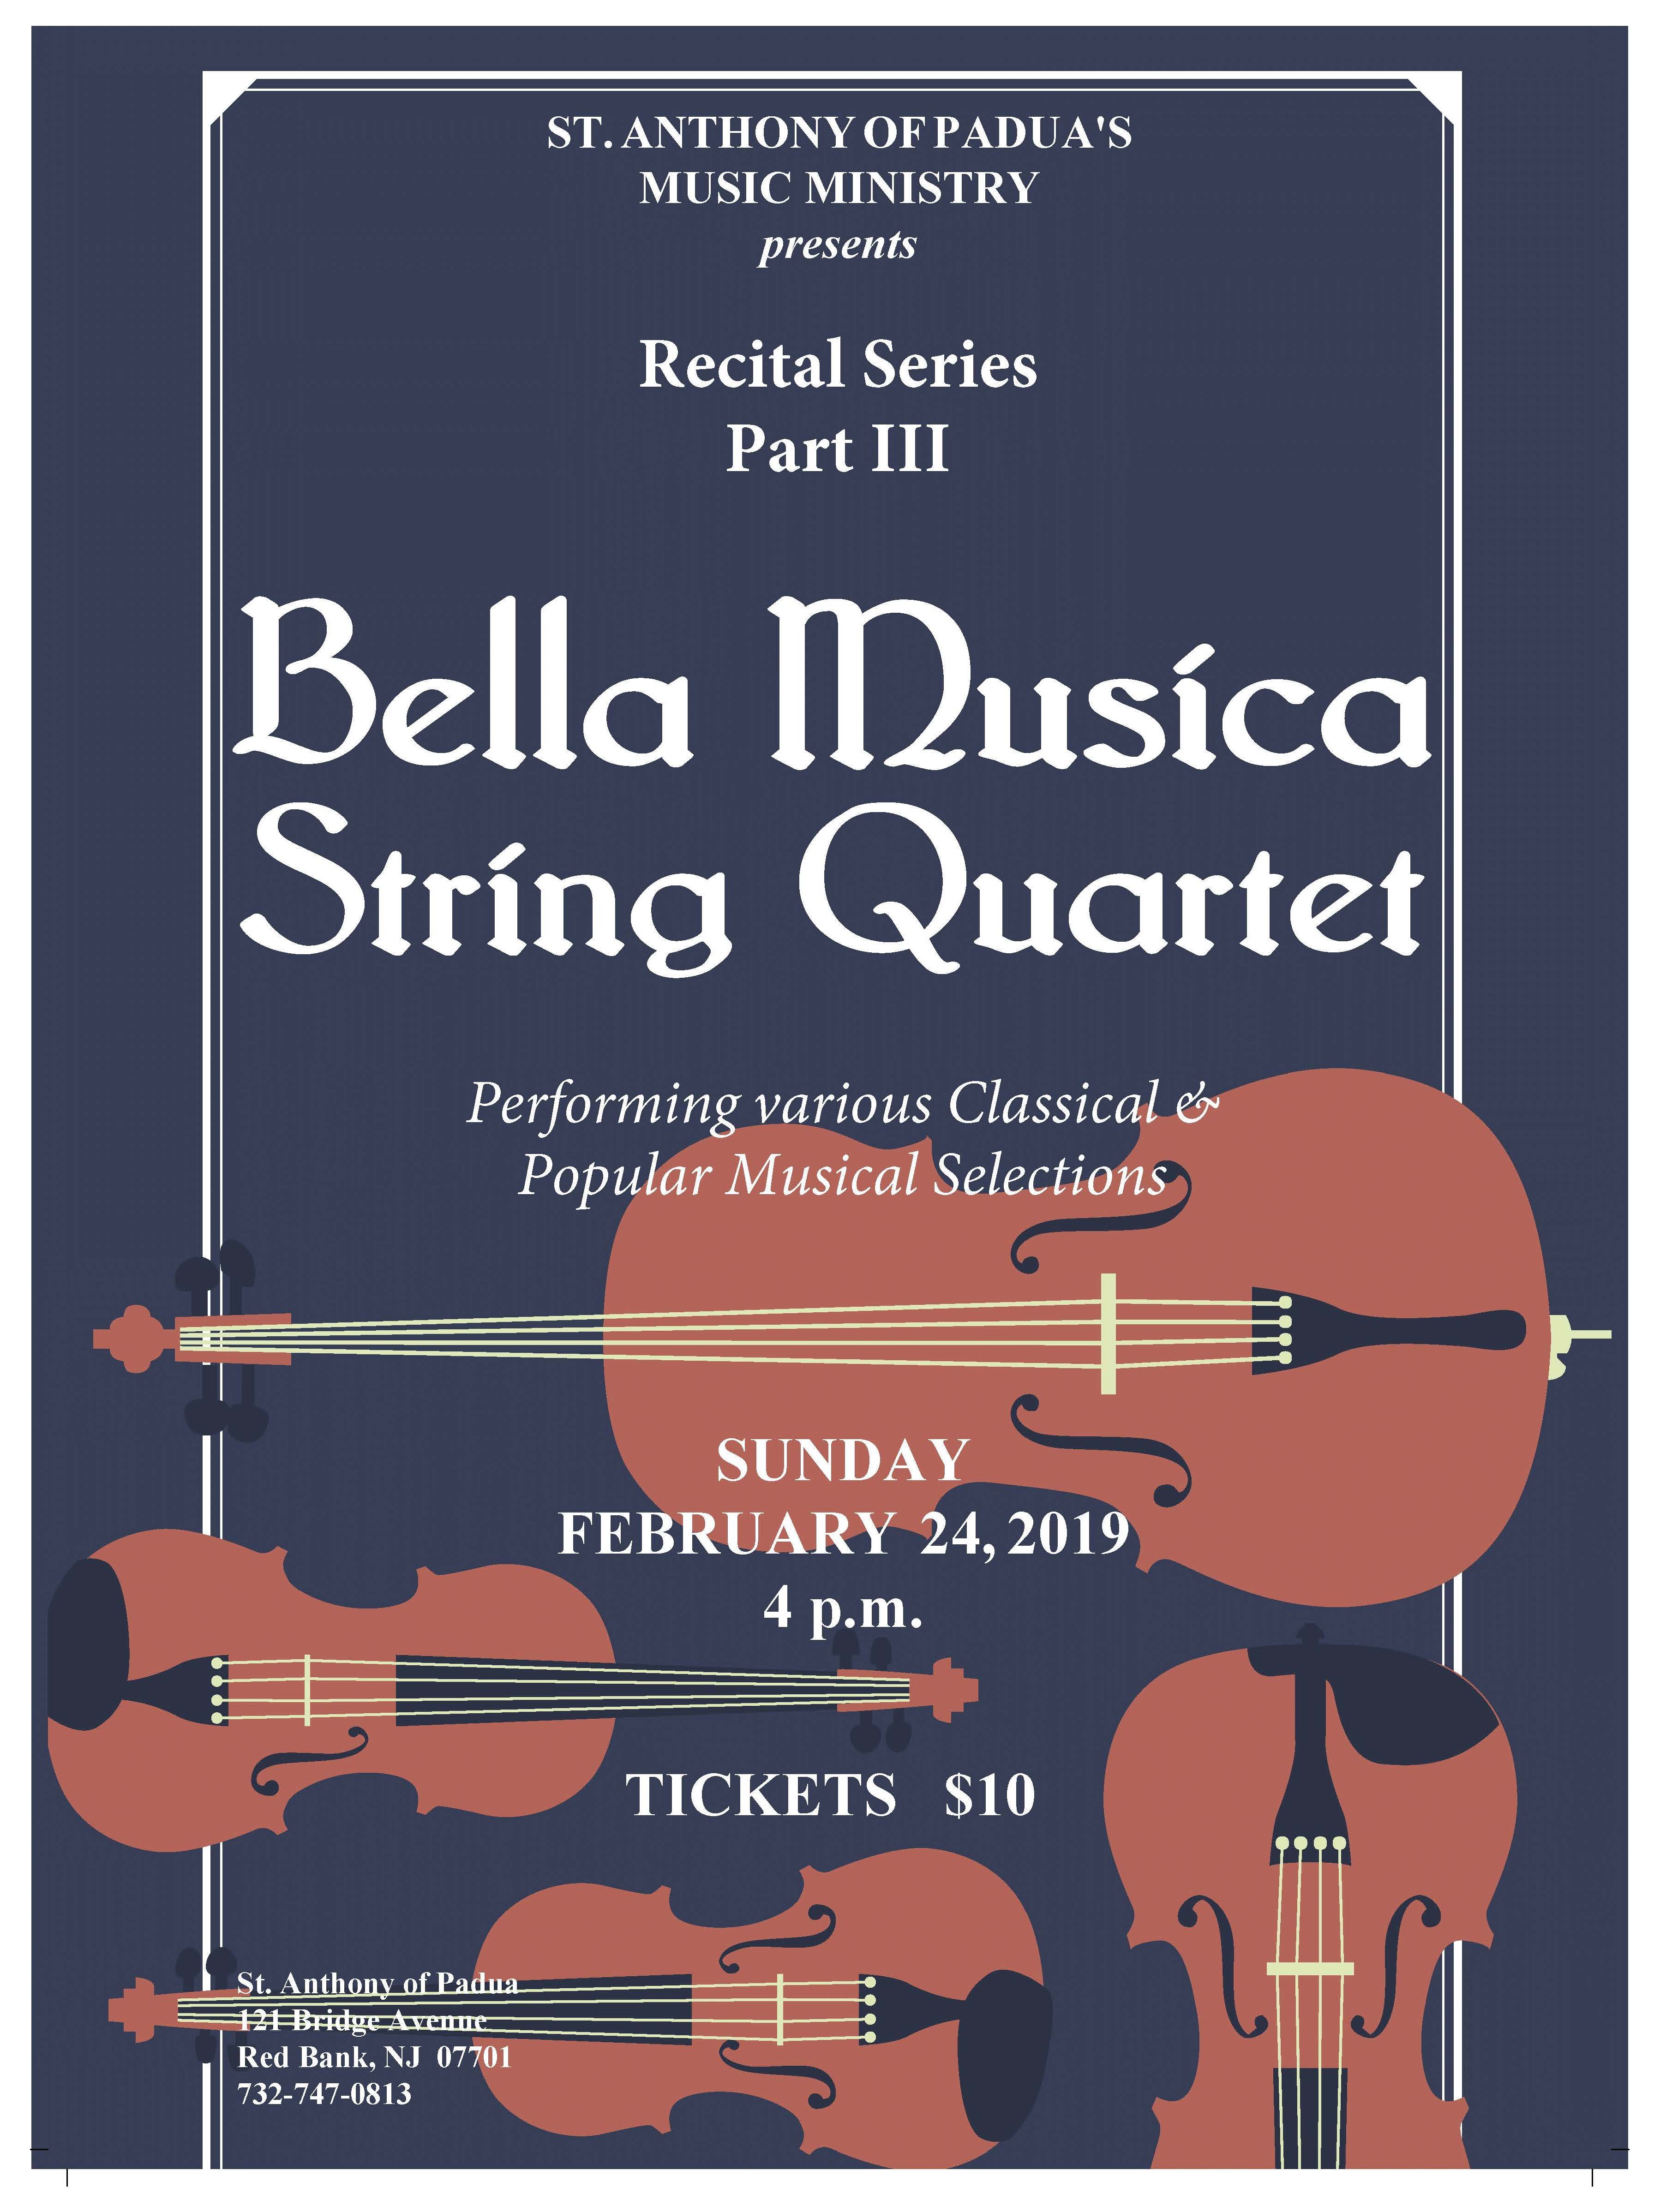 ST. ANTHONY OF PADUA'S
MUSIC MINISTRY
presents
Recital Series
Part III
Bella Musica
String Quartet
Performing various Classical &
Popular Musical Selections
SUNDAY
FEBRUARY 24, 2019
4 p.m.
TICKETS $10
St. Anthony of Padua
121 Bridge Avenue
Red Bank, NJ 07701
732-747-0813